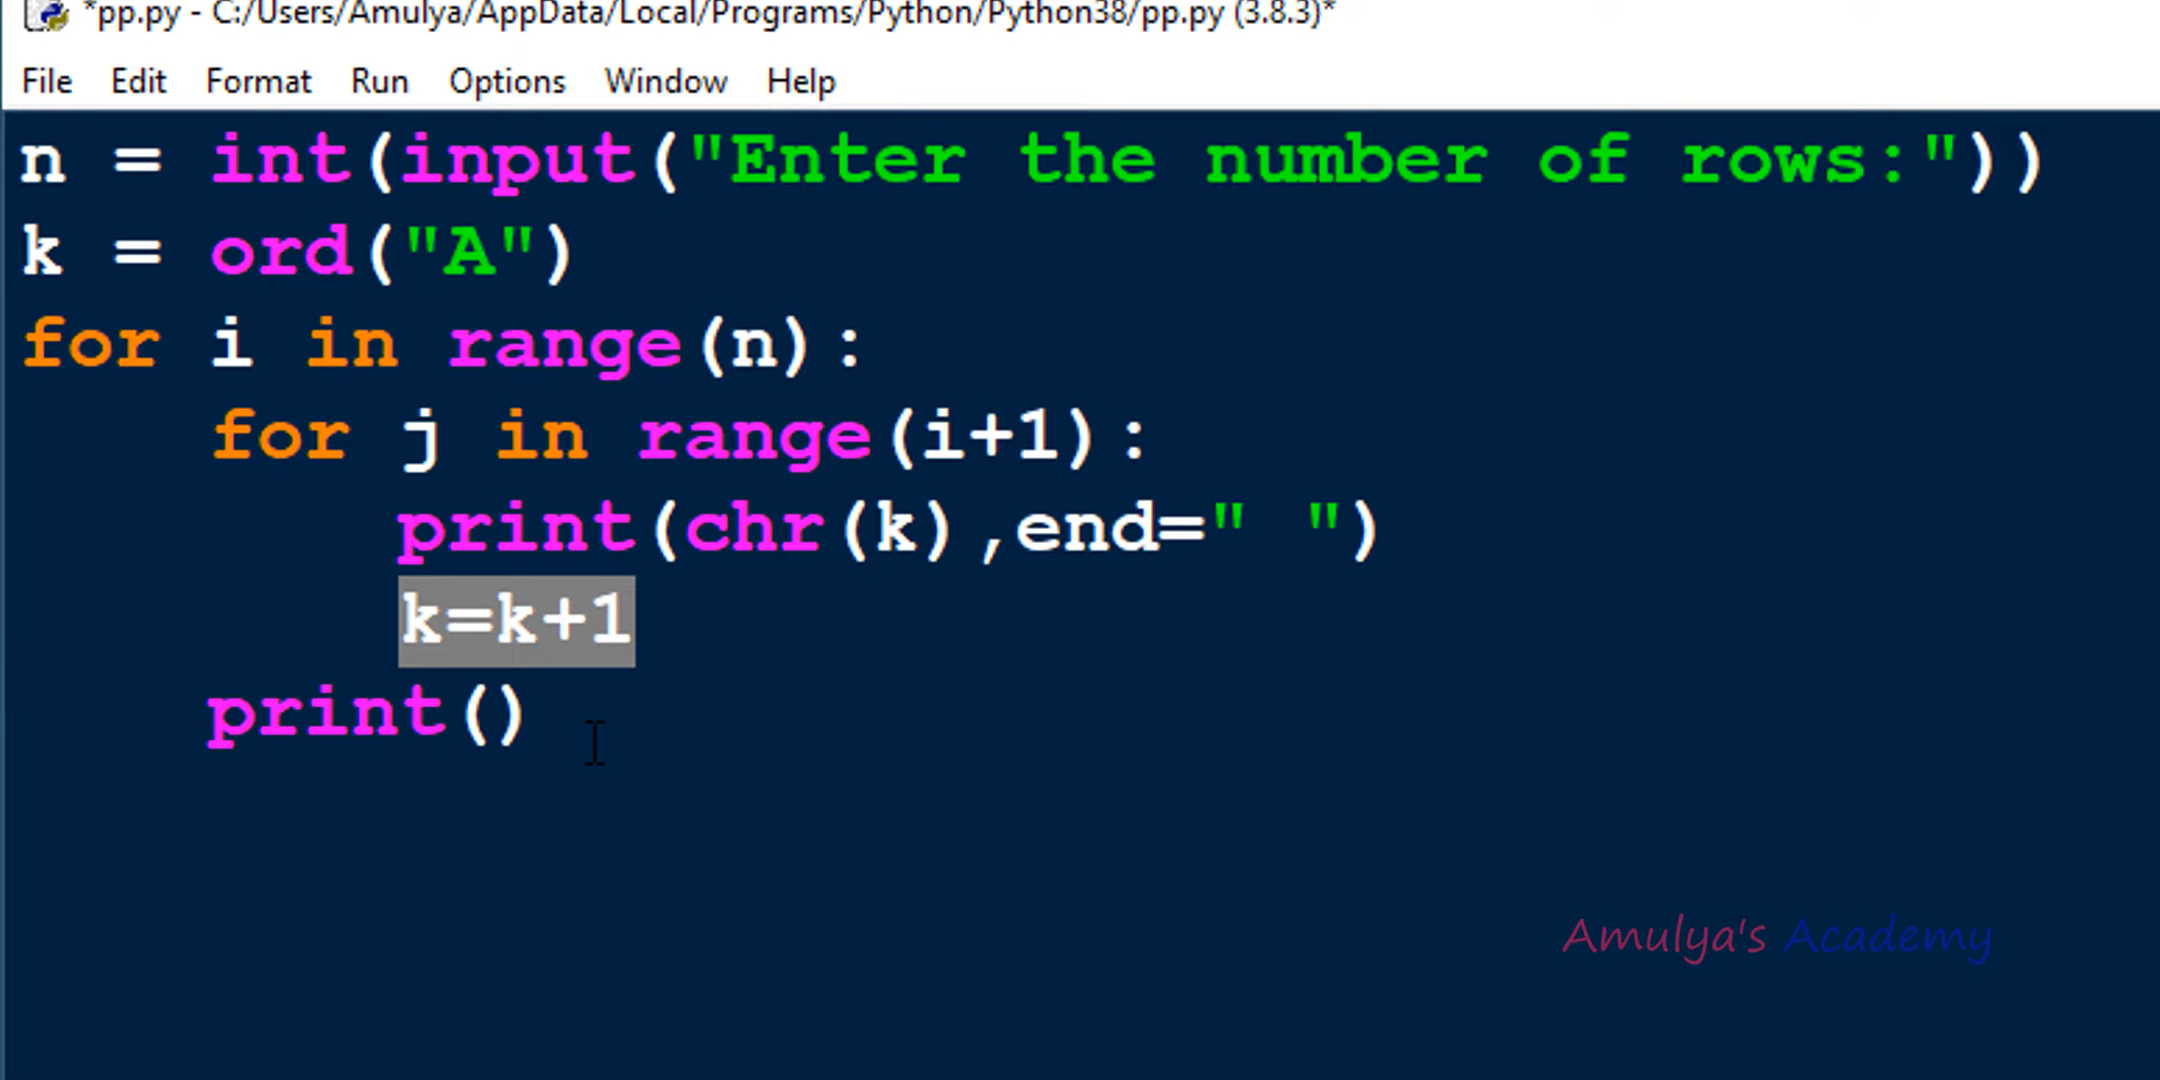 *pp.py - C:/Users/Amulya/AppData/Local/Programs/Python/Python38/pp.py (3.8.3)*
File Edit Format Run Options Window Help
n = int(input("Enter the number of rows:"))
k = ord("A")
for i in range(n):
    for j in range(i+1):
        print(chr(k),end=" ")
        k=k+1
    print()
Amulya's Academy